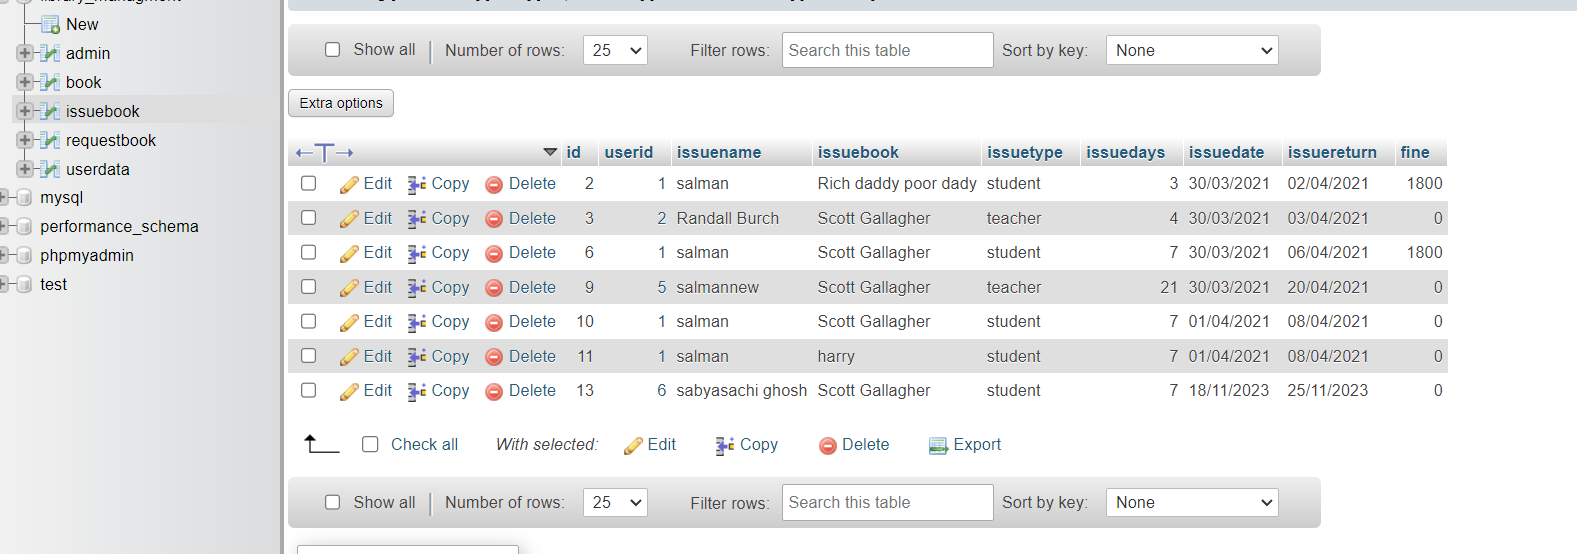 New
admin
book
issuebook
requestbook
userdata
mysql
performance_schema
phpmyadmin
test
Show all Number of rows: 25 Filter rows: Search this table Sort by key: None
Extra options
id userid issuename issuebook issuetype issuedays issuedate issuereturn fine
Edit Copy Delete 2 1 salman Rich daddy poor dady student 3 30/03/2021 02/04/2021 1800
Edit Copy Delete 3 2 Randall Burch Scott Gallagher teacher 4 30/03/2021 03/04/2021 0
Edit Copy Delete 6 1 salman Scott Gallagher student 7 30/03/2021 06/04/2021 1800
Edit Copy Delete 9 5 salmannew Scott Gallagher teacher 21 30/03/2021 20/04/2021 0
Edit Copy Delete 10 1 salman Scott Gallagher student 7 01/04/2021 08/04/2021 0
Edit Copy Delete 11 1 salman harry student 7 01/04/2021 08/04/2021 0
Edit Copy Delete 13 6 sabyasachi ghosh Scott Gallagher student 7 18/11/2023 25/11/2023 0
Check all With selected: Edit Copy Delete Export
Show all Number of rows: 25 Filter rows: Search this table Sort by key: None